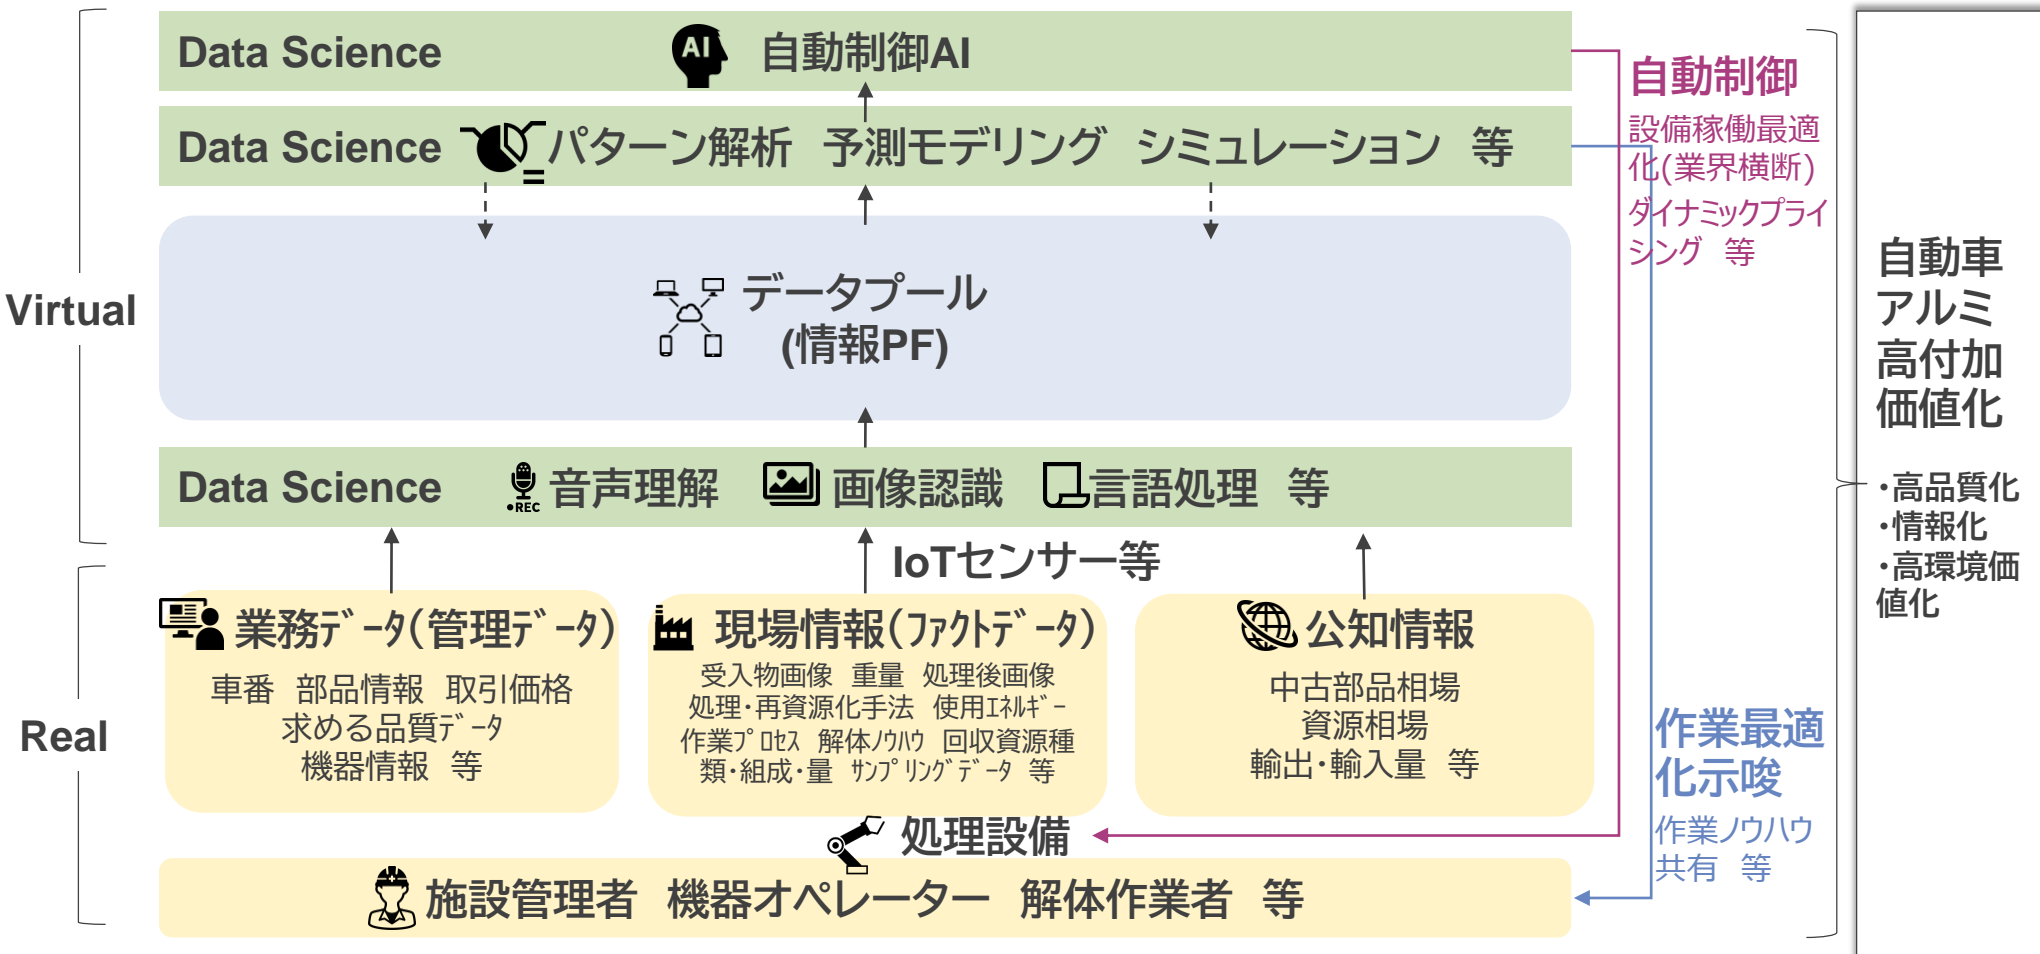 Data Science 自動制御AI
Data Science パターン解析 予測モデリング シミュレーション 等
データプール
(情報PF)
Data Science REC 音声理解 画像認識 言語処理 等
Virtual
IoTセンサー等
業務データ(管理データ)
車番 部品情報 取引価格
求める品質データ
機器情報 等
現場情報(ファクトデータ)
受入物画像 重量 処理後画像
処理・再資源化手法 使用エネルギー
作業プロセス 解体ノウハウ 回収資源種
類・組成・量 サンプリングデータ 等
公知情報
中古部品相場
資源相場
輸出・輸入量 等
Real
処理設備
施設管理者 機器オペレーター 解体作業者 等
自動制御
設備稼働最適
化(業界横断)
ダイナミックプライ
シング 等
作業最適
化示唆
作業ノウハウ
共有 等
自動車
アルミ
高付加
価値化
・高品質化
・情報化
・高環境価
値化